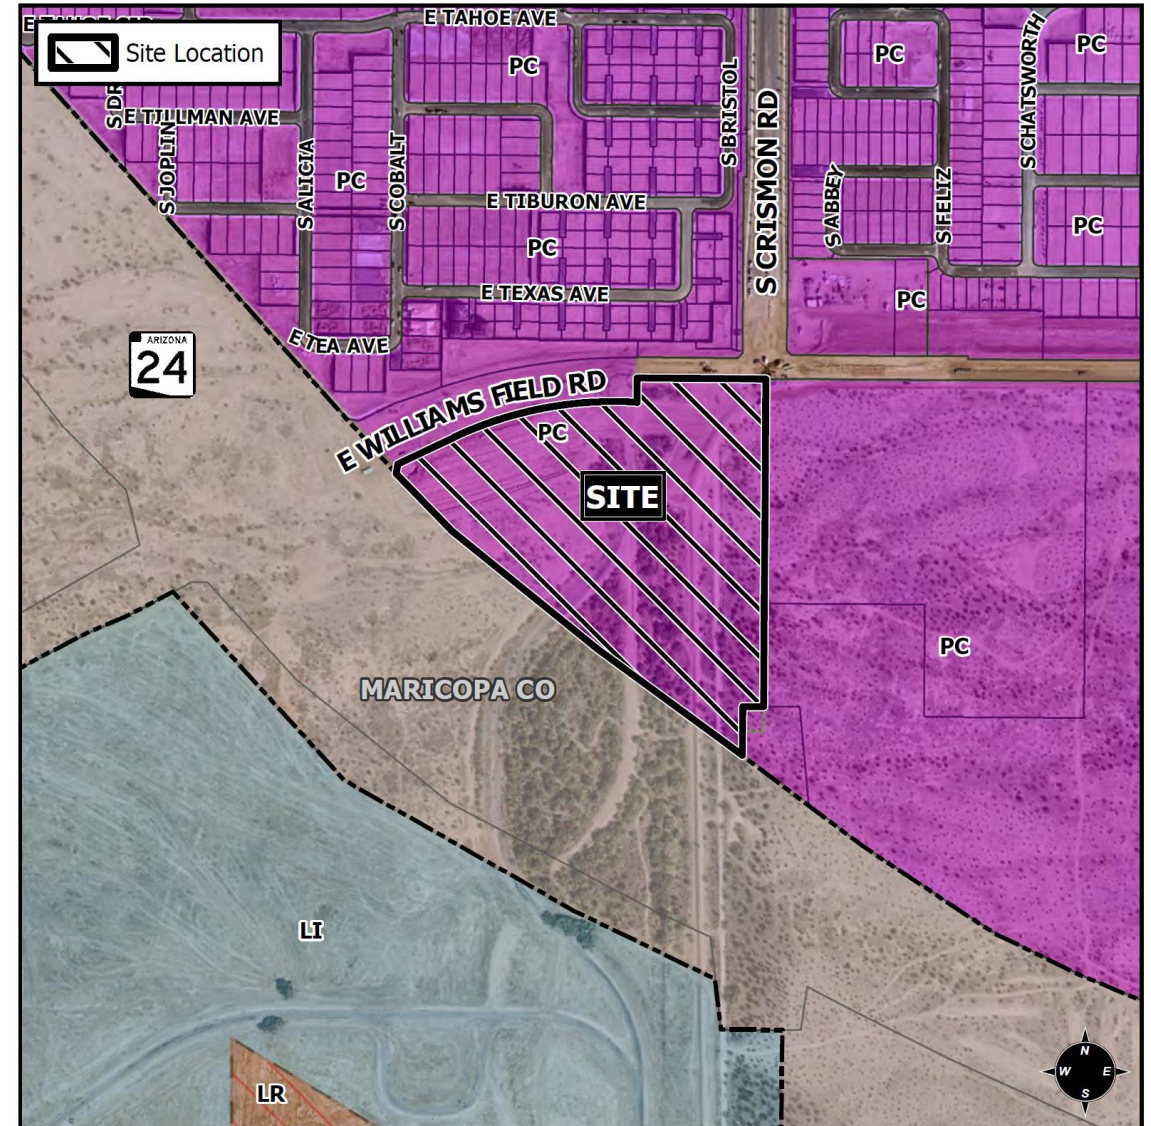 E TAHOE AVE
Site Location
PC
PC
PC
E TILLMAN AVE
S JOPLIN
S ALICIA
PC
S COBALT
S BRISTOL
S CRISMON RD
S ABBEY
S FELTZ
S CHATSWORTH
E TIBURON AVE
PC
PC
E TEXAS AVE
PC
E TEA AVE
ARIZONA
24
E WILLIAMS FIELD RD
PC
SITE
PC
MARICOPA CO
LI
LR
N
W E
S